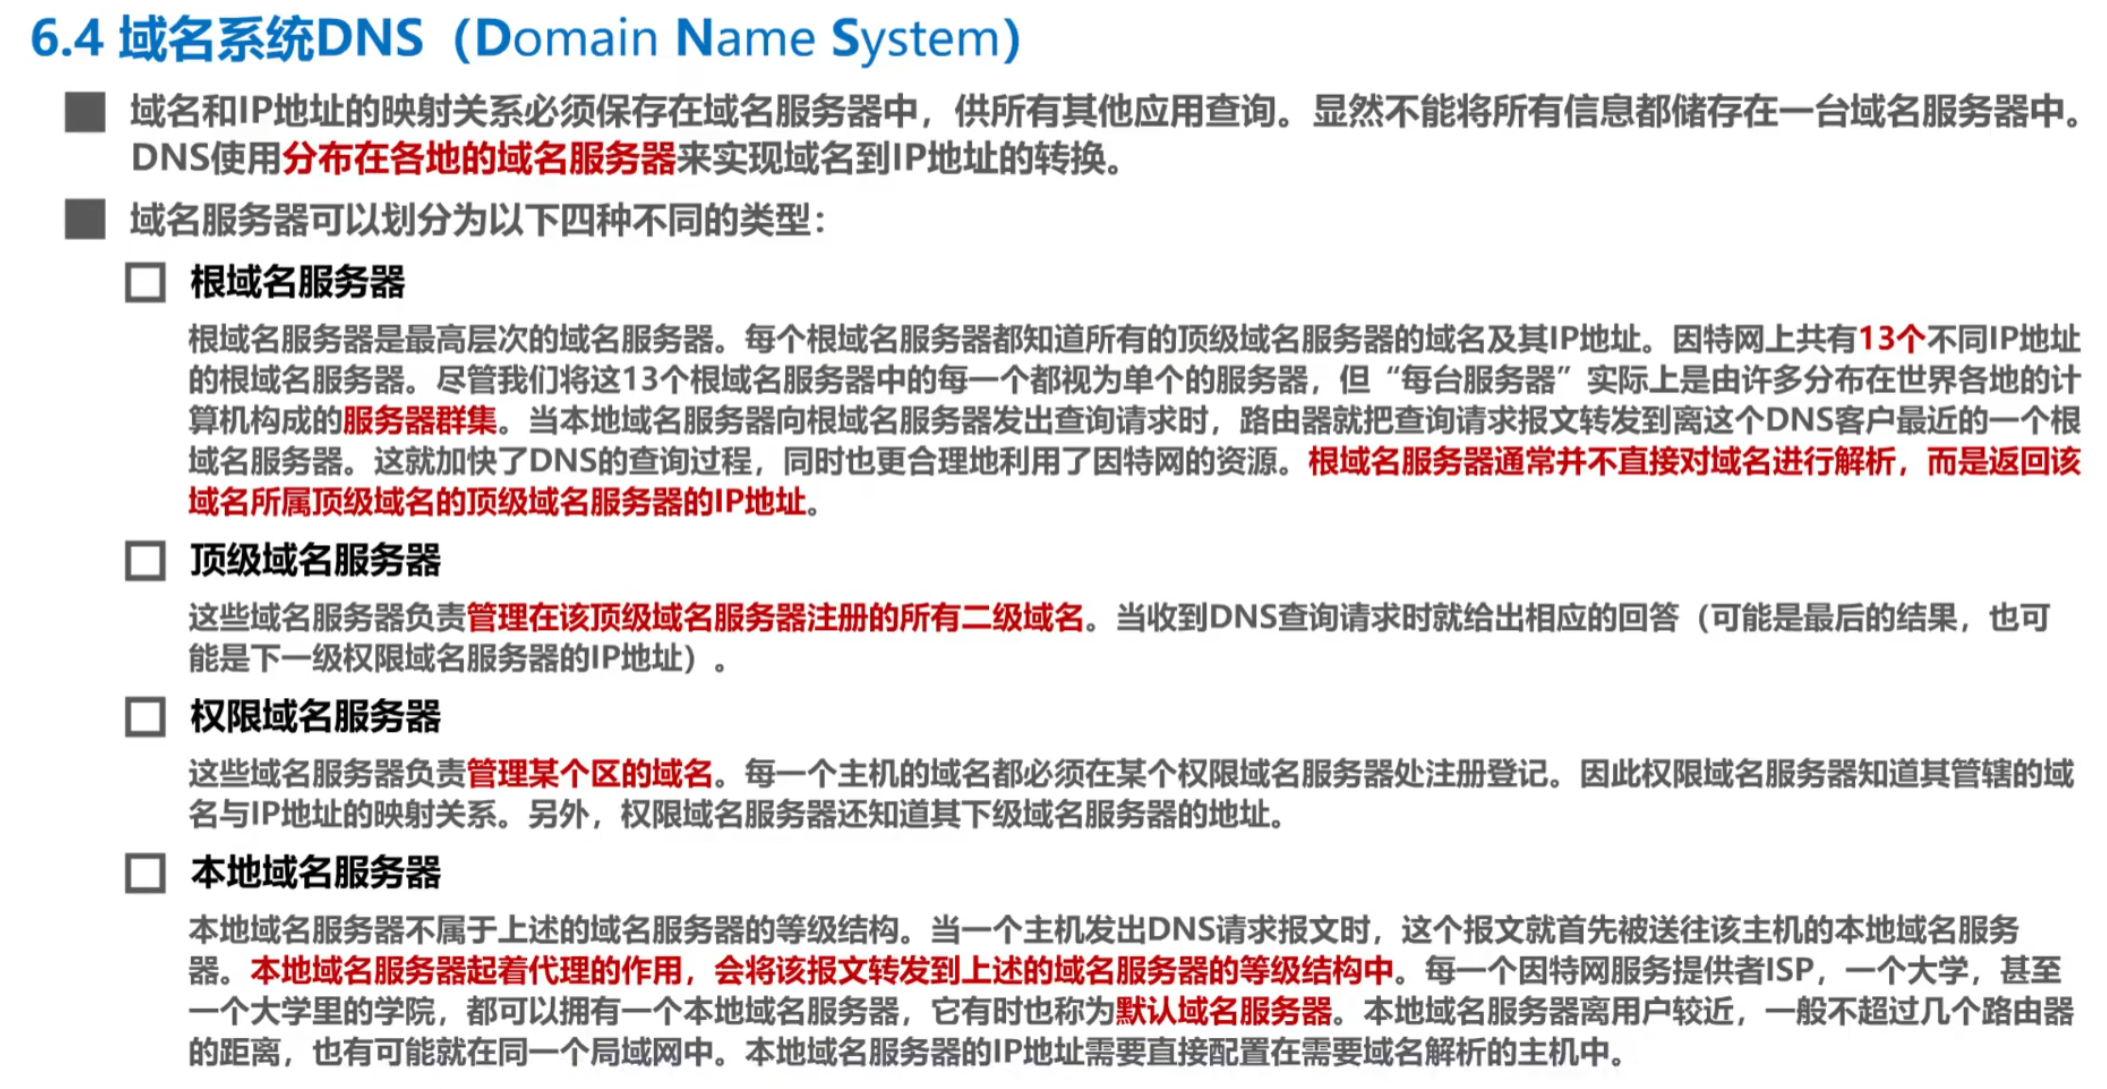 6.4 域名系统DNS（Domain Name System）
域名和IP地址的映射关系必须保存在域名服务器中，供所有其他应用查询。显然不能将所有信息都储存在一台域名服务器中。
DNS使用分布在各地的域名服务器来实现域名到IP地址的转换。
域名服务器可以划分为以下四种不同的类型：
根域名服务器
根域名服务器是最高层次的域名服务器。每个根域名服务器都知道所有的顶级域名服务器的域名及其IP地址。因特网上共有13个不同IP地址
的根域名服务器。尽管我们将这13个根域名服务器中的每一个都视为单个的服务器，但“每台服务器”实际上是由许多分布在世界各地的计
算机构成的服务器群集。当本地域名服务器向根域名服务器发出查询请求时，路由器就把查询请求报文转发到离这个DNS客户最近的一个根
域名服务器。这就加快了DNS的查询过程，同时也更合理地利用了因特网的资源。根域名服务器通常并不直接对域名进行解析，而是返回该
域名所属顶级域名的顶级域名服务器的IP地址。
顶级域名服务器
这些域名服务器负责管理在该顶级域名服务器注册的所有二级域名。当收到DNS查询请求时就给出相应的回答（可能是最后的结果，也可
能是下一级权限域名服务器的IP地址）。
权限域名服务器
这些域名服务器负责管理某个区的域名。每一个主机的域名都必须在某个权限域名服务器处注册登记。因此权限域名服务器知道其管辖的域
名与IP地址的映射关系。另外，权限域名服务器还知道其下级域名服务器的地址。
本地域名服务器
本地域名服务器不属于上述的域名服务器的等级结构。当一个主机发出DNS请求报文时，这个报文就首先被送往该主机的本地域名服务
器。本地域名服务器起着代理的作用，会将该报文转发到上述的域名服务器的等级结构中。每一个因特网服务提供者ISP，一个大学，甚至
一个大学里的学院，都可以拥有一个本地域名服务器，它有时也称为默认域名服务器。本地域名服务器离用户较近，一般不超过几个路由器
的距离，也有可能就在同一个局域网中。本地域名服务器的IP地址需要直接配置在需要域名解析的主机中。